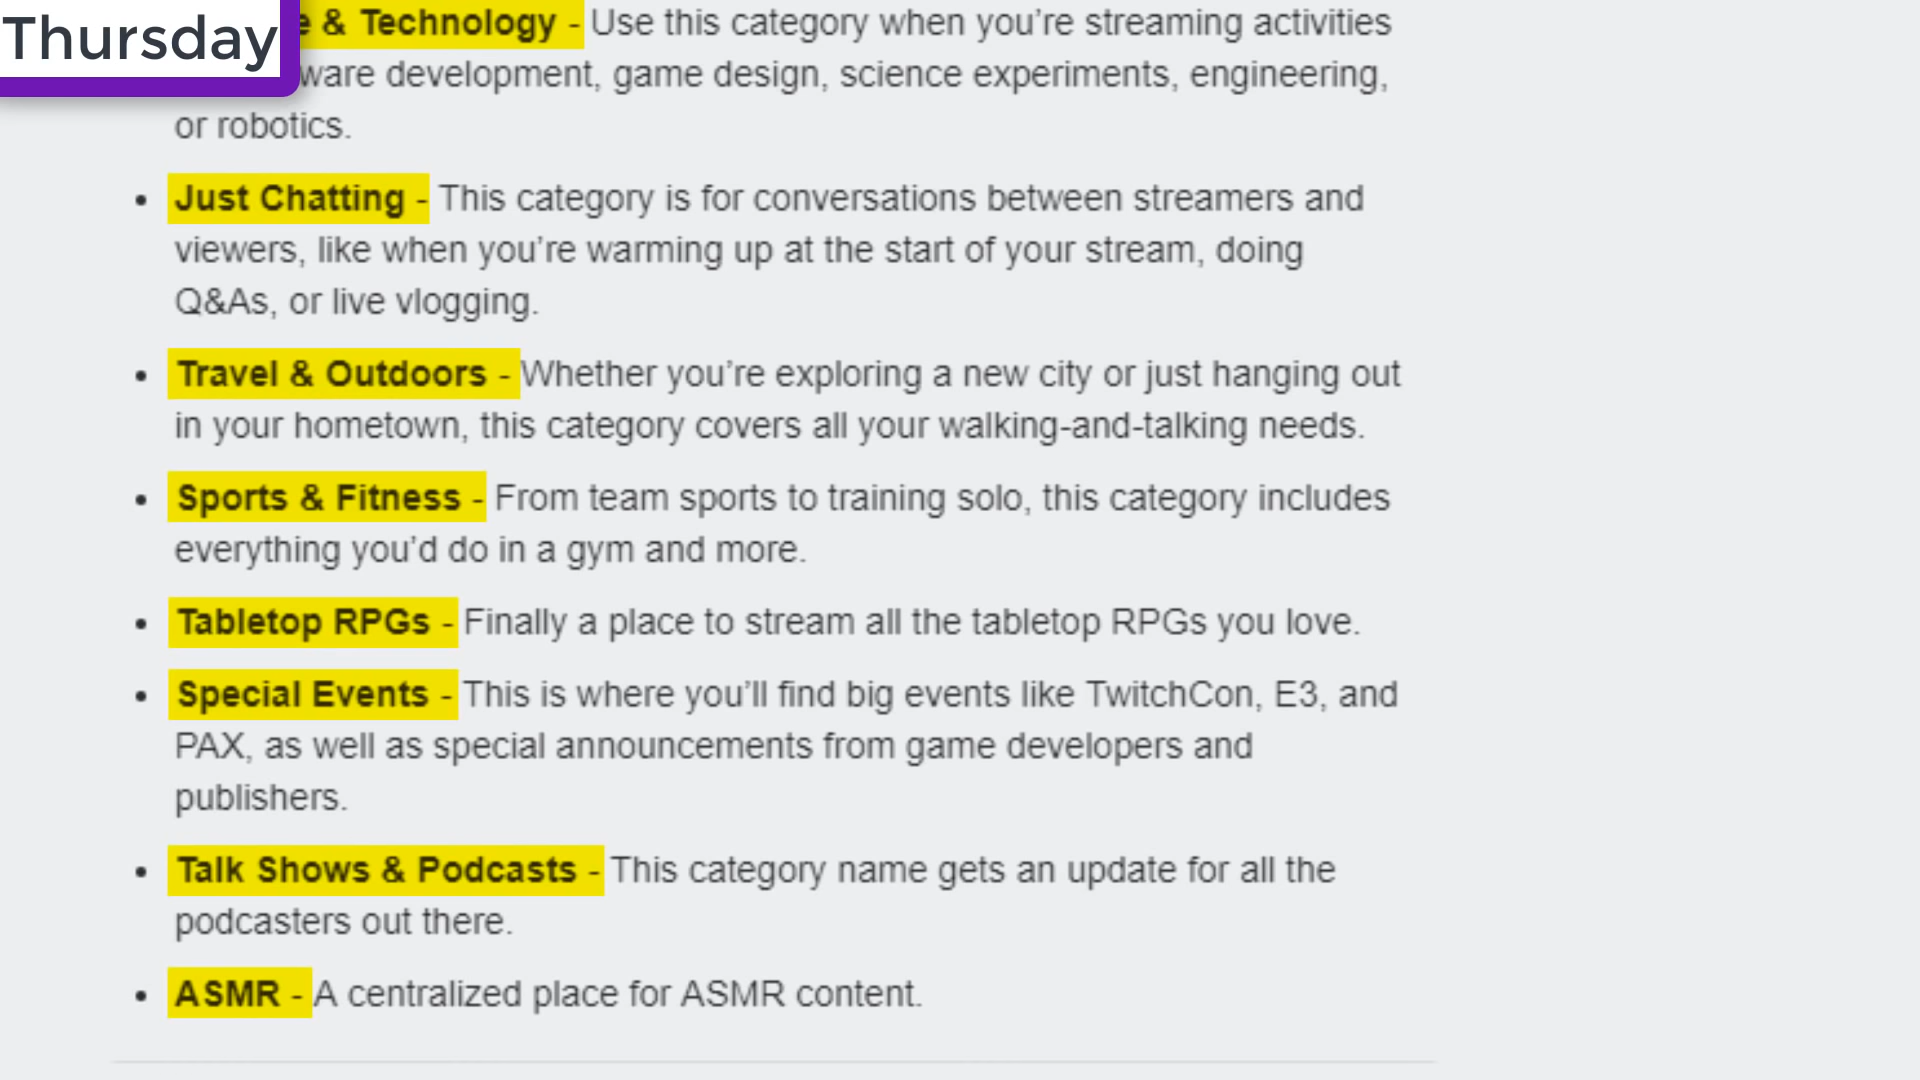 Thursday
& Technology - Use this category when you’re streaming activities
development, game design, science experiments, engineering,
or robotics.
• Just Chatting - This category is for conversations between streamers and
viewers, like when you’re warming up at the start of your stream, doing
Q&As, or live vlogging.
• Travel & Outdoors - Whether you’re exploring a new city or just hanging out
in your hometown, this category covers all your walking-and-talking needs.
• Sports & Fitness - From team sports to training solo, this category includes
everything you’d do in a gym and more.
• Tabletop RPGs - Finally a place to stream all the tabletop RPGs you love.
• Special Events - This is where you’ll find big events like TwitchCon, E3, and
PAX, as well as special announcements from game developers and
publishers.
• Talk Shows & Podcasts - This category name gets an update for all the
podcasters out there.
• ASMR - A centralized place for ASMR content.